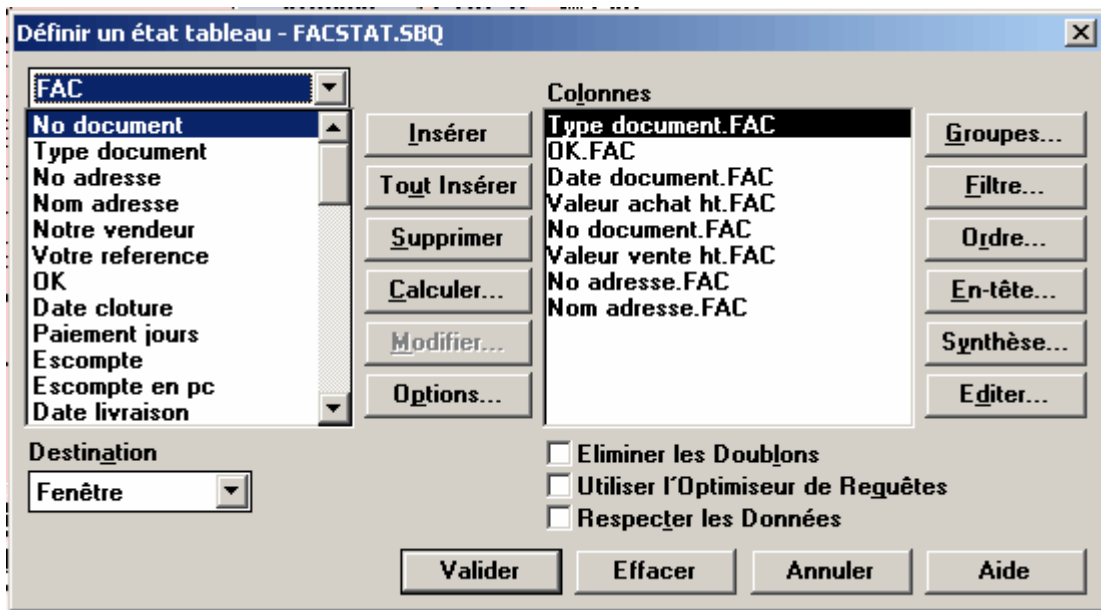 Définir un état tableau - FACSTAT.SBQ
FAC
No document
Type document
No adresse
Nom adresse
Notre vendeur
Votre reference
OK
Date cloture
Paiement jours
Escompte
Escompte en pc
Date livraison
Insérer
Tout Insérer
Supprimer
Calculer...
Modifier...
Options...
Colonnes
Type document.FAC
OK.FAC
Date document.FAC
Valeur achat ht.FAC
No document.FAC
Valeur vente ht.FAC
No adresse.FAC
Nom adresse.FAC
Groupes...
Filtre...
Ordre...
En-tête...
Synthèse...
Editer...
Destination
Fenêtre
Eliminer les Doublons
Utiliser l'Optimiseur de Requêtes
Respecter les Données
Valider
Effacer
Annuler
Aide